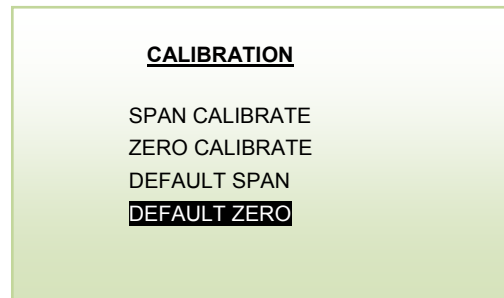 CALIBRATION
SPAN CALIBRATE
ZERO CALIBRATE
DEFAULT SPAN
DEFAULT ZERO